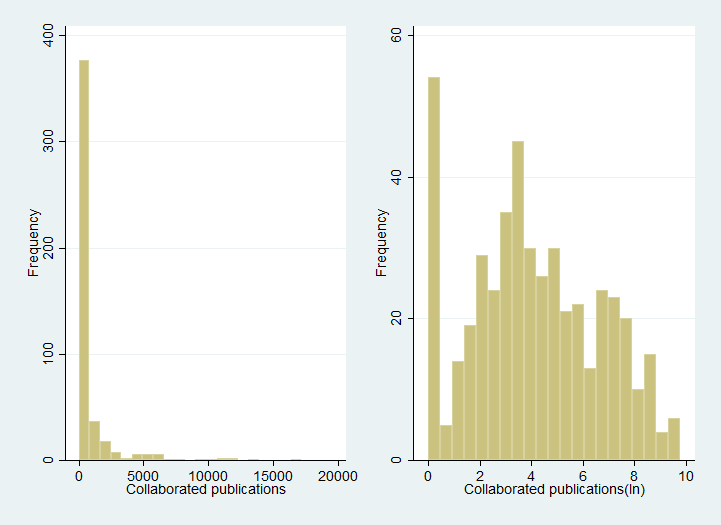 Frequency
400
300
200
100
0
0 5000 10000 15000 20000
Collaborated publications
Frequency
60
40
20
0
0 2 4 6 8 10
Collaborated publications(ln)